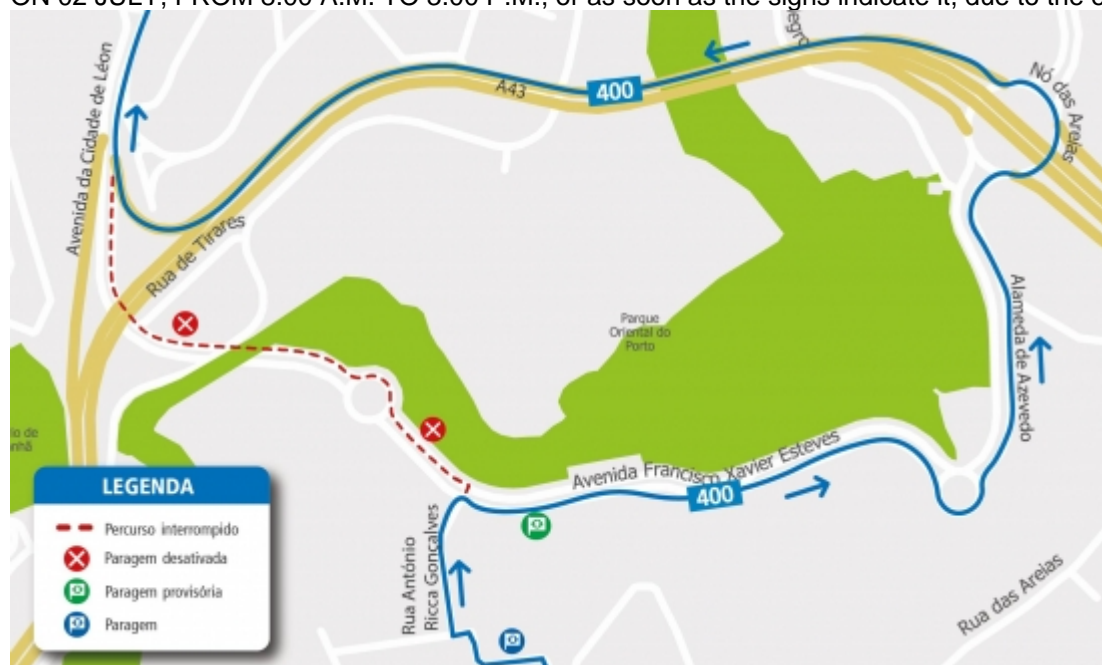 ON 02 JULY, FROM 8:00 A.M. TO 8:00 P.M., or as soon as the signs indicate it, due to the
Avenida da Cidade de Léon
A43
400
Nó das Areias
Rua de Tirares
Parque
Oriental do
Porto
Alameda de Azevedo
Avenida Francisco Xavier Esteves
400
Rua António
Ricca Gonçalves
Rua das Areias
LEGENDA
Percurso interrompido
Paragem desativada
Paragem provisória
Paragem